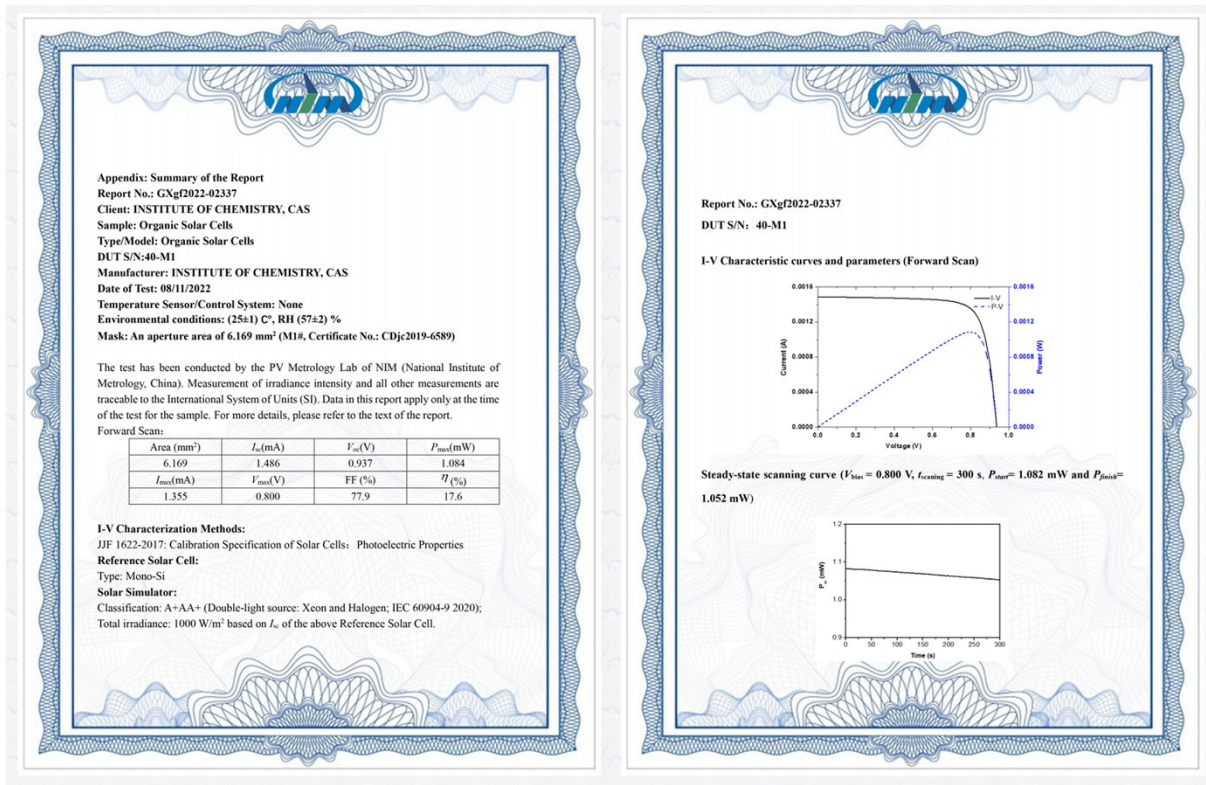 NIM
Appendix: Summary of the Report
Report No.: GXgf2022-02337
Client: INSTITUTE OF CHEMISTRY, CAS
Sample: Organic Solar Cells
Type/Model: Organic Solar Cells
DUT S/N:40-M1
Manufacturer: INSTITUTE OF CHEMISTRY, CAS
Date of Test: 08/11/2022
Temperature Sensor/Control System: None
Environmental conditions: (25±1) C°, RH (57±2) %
Mask: An aperture area of 6.169 mm² (M1#, Certificate No.: CDjc2019-6589)
The test has been conducted by the PV Metrology Lab of NIM (National Institute of
Metrology, China). Measurement of irradiance intensity and all other measurements are
traceable to the International System of Units (SI). Data in this report apply only at the time
of the test for the sample. For more details, please refer to the text of the report.
Forward Scan：
Area (mm²) Isc(mA) Voc(V) Pmax(mW)
6.169 1.486 0.937 1.084
Imax(mA) Vmax(V) FF (%) η (%)
1.355 0.800 77.9 17.6
I-V Characterization Methods:
JJF 1622-2017: Calibration Specification of Solar Cells：Photoelectric Properties
Reference Solar Cell:
Type: Mono-Si
Solar Simulator:
Classification: A+AA+ (Double-light source: Xeon and Halogen; IEC 60904-9 2020);
Total irradiance: 1000 W/m² based on Isc of the above Reference Solar Cell.
NIM
Report No.: GXgf2022-02337
DUT S/N： 40-M1
I-V Characteristic curves and parameters (Forward Scan)
0.0016
0.0012
0.0008
0.0004
0.0000
Current (A)
I-V
P-V
0.0016
0.0012
0.0008
0.0004
0.0000
Power (W)
0.0 0.2 0.4 0.6 0.8 1.0
Voltage (V)
Steady-state scanning curve (Vbias = 0.800 V, tscaning = 300 s, Pstart= 1.082 mW and Pfinish=
1.052 mW)
1.2
1.1
1.0
0.9
(mW)
0 50 100 150 200 250 300
Time (s)